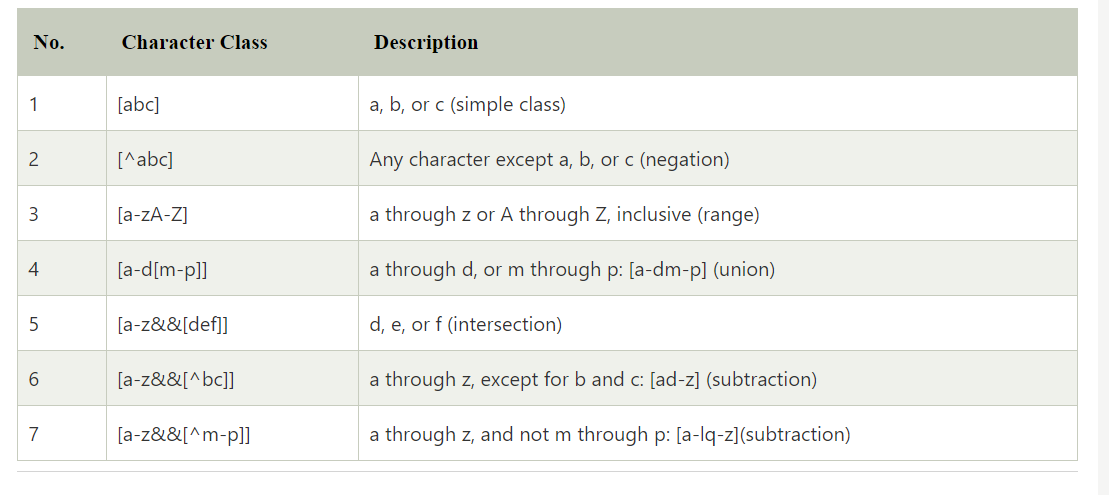 No. Character Class Description
1 [abc] a, b, or c (simple class)
2 [^abc] Any character except a, b, or c (negation)
3 [a-zA-Z] a through z or A through Z, inclusive (range)
4 [a-d[m-p]] a through d, or m through p: [a-dm-p] (union)
5 [a-z&&[def]] d, e, or f (intersection)
6 [a-z&&[^bc]] a through z, except for b and c: [ad-z] (subtraction)
7 [a-z&&[^m-p]] a through z, and not m through p: [a-lq-z](subtraction)